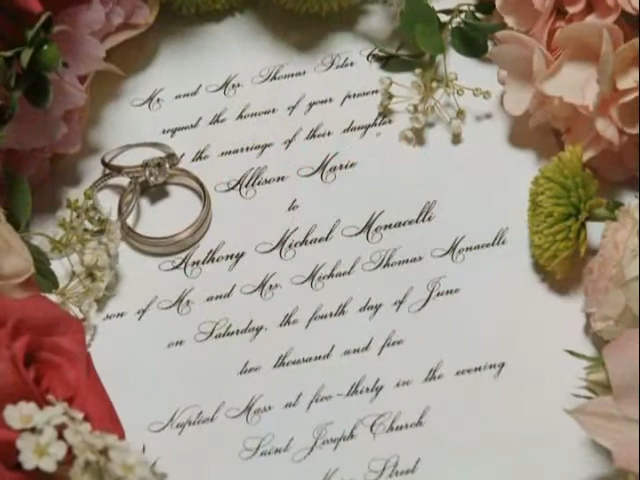 Mr. and Mrs. Thomas Peter
request the honour of your presen
the marriage of their daughter
Allison Marie
to
Anthony Michael Monacelli
son of Mr. and Mrs. Michael Thomas Monacelli
on Saturday, the fourth day of June
two thousand and five
Nuptial Mass at five-thirty in the evening
Saint Joseph Church
Street